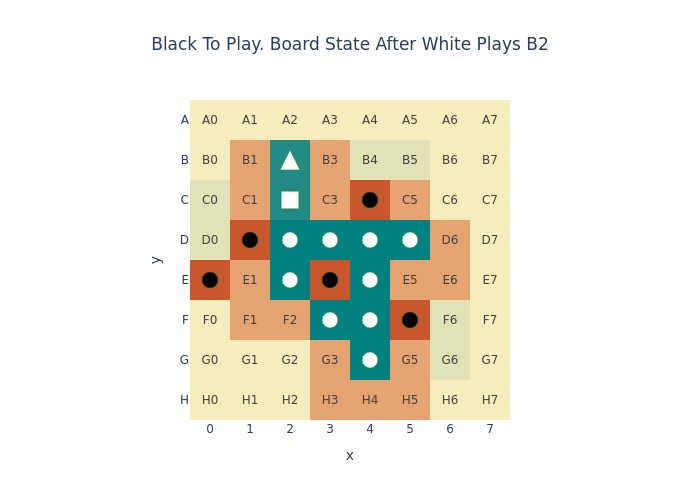 Black To Play. Board State After White Plays B2
A A0 A1 A2 A3 A4 A5 A6 A7
B B0 B1 B3 B4 B5 B6 B7
C C0 C1 C3 C5 C6 C7
D D0 D6 D7
E E1 E5 E6 E7
F F0 F1 F2 F6 F7
G G0 G1 G2 G3 G5 G6 G7
H H0 H1 H2 H3 H4 H5 H6 H7
0 1 2 3 4 5 6 7
x
y